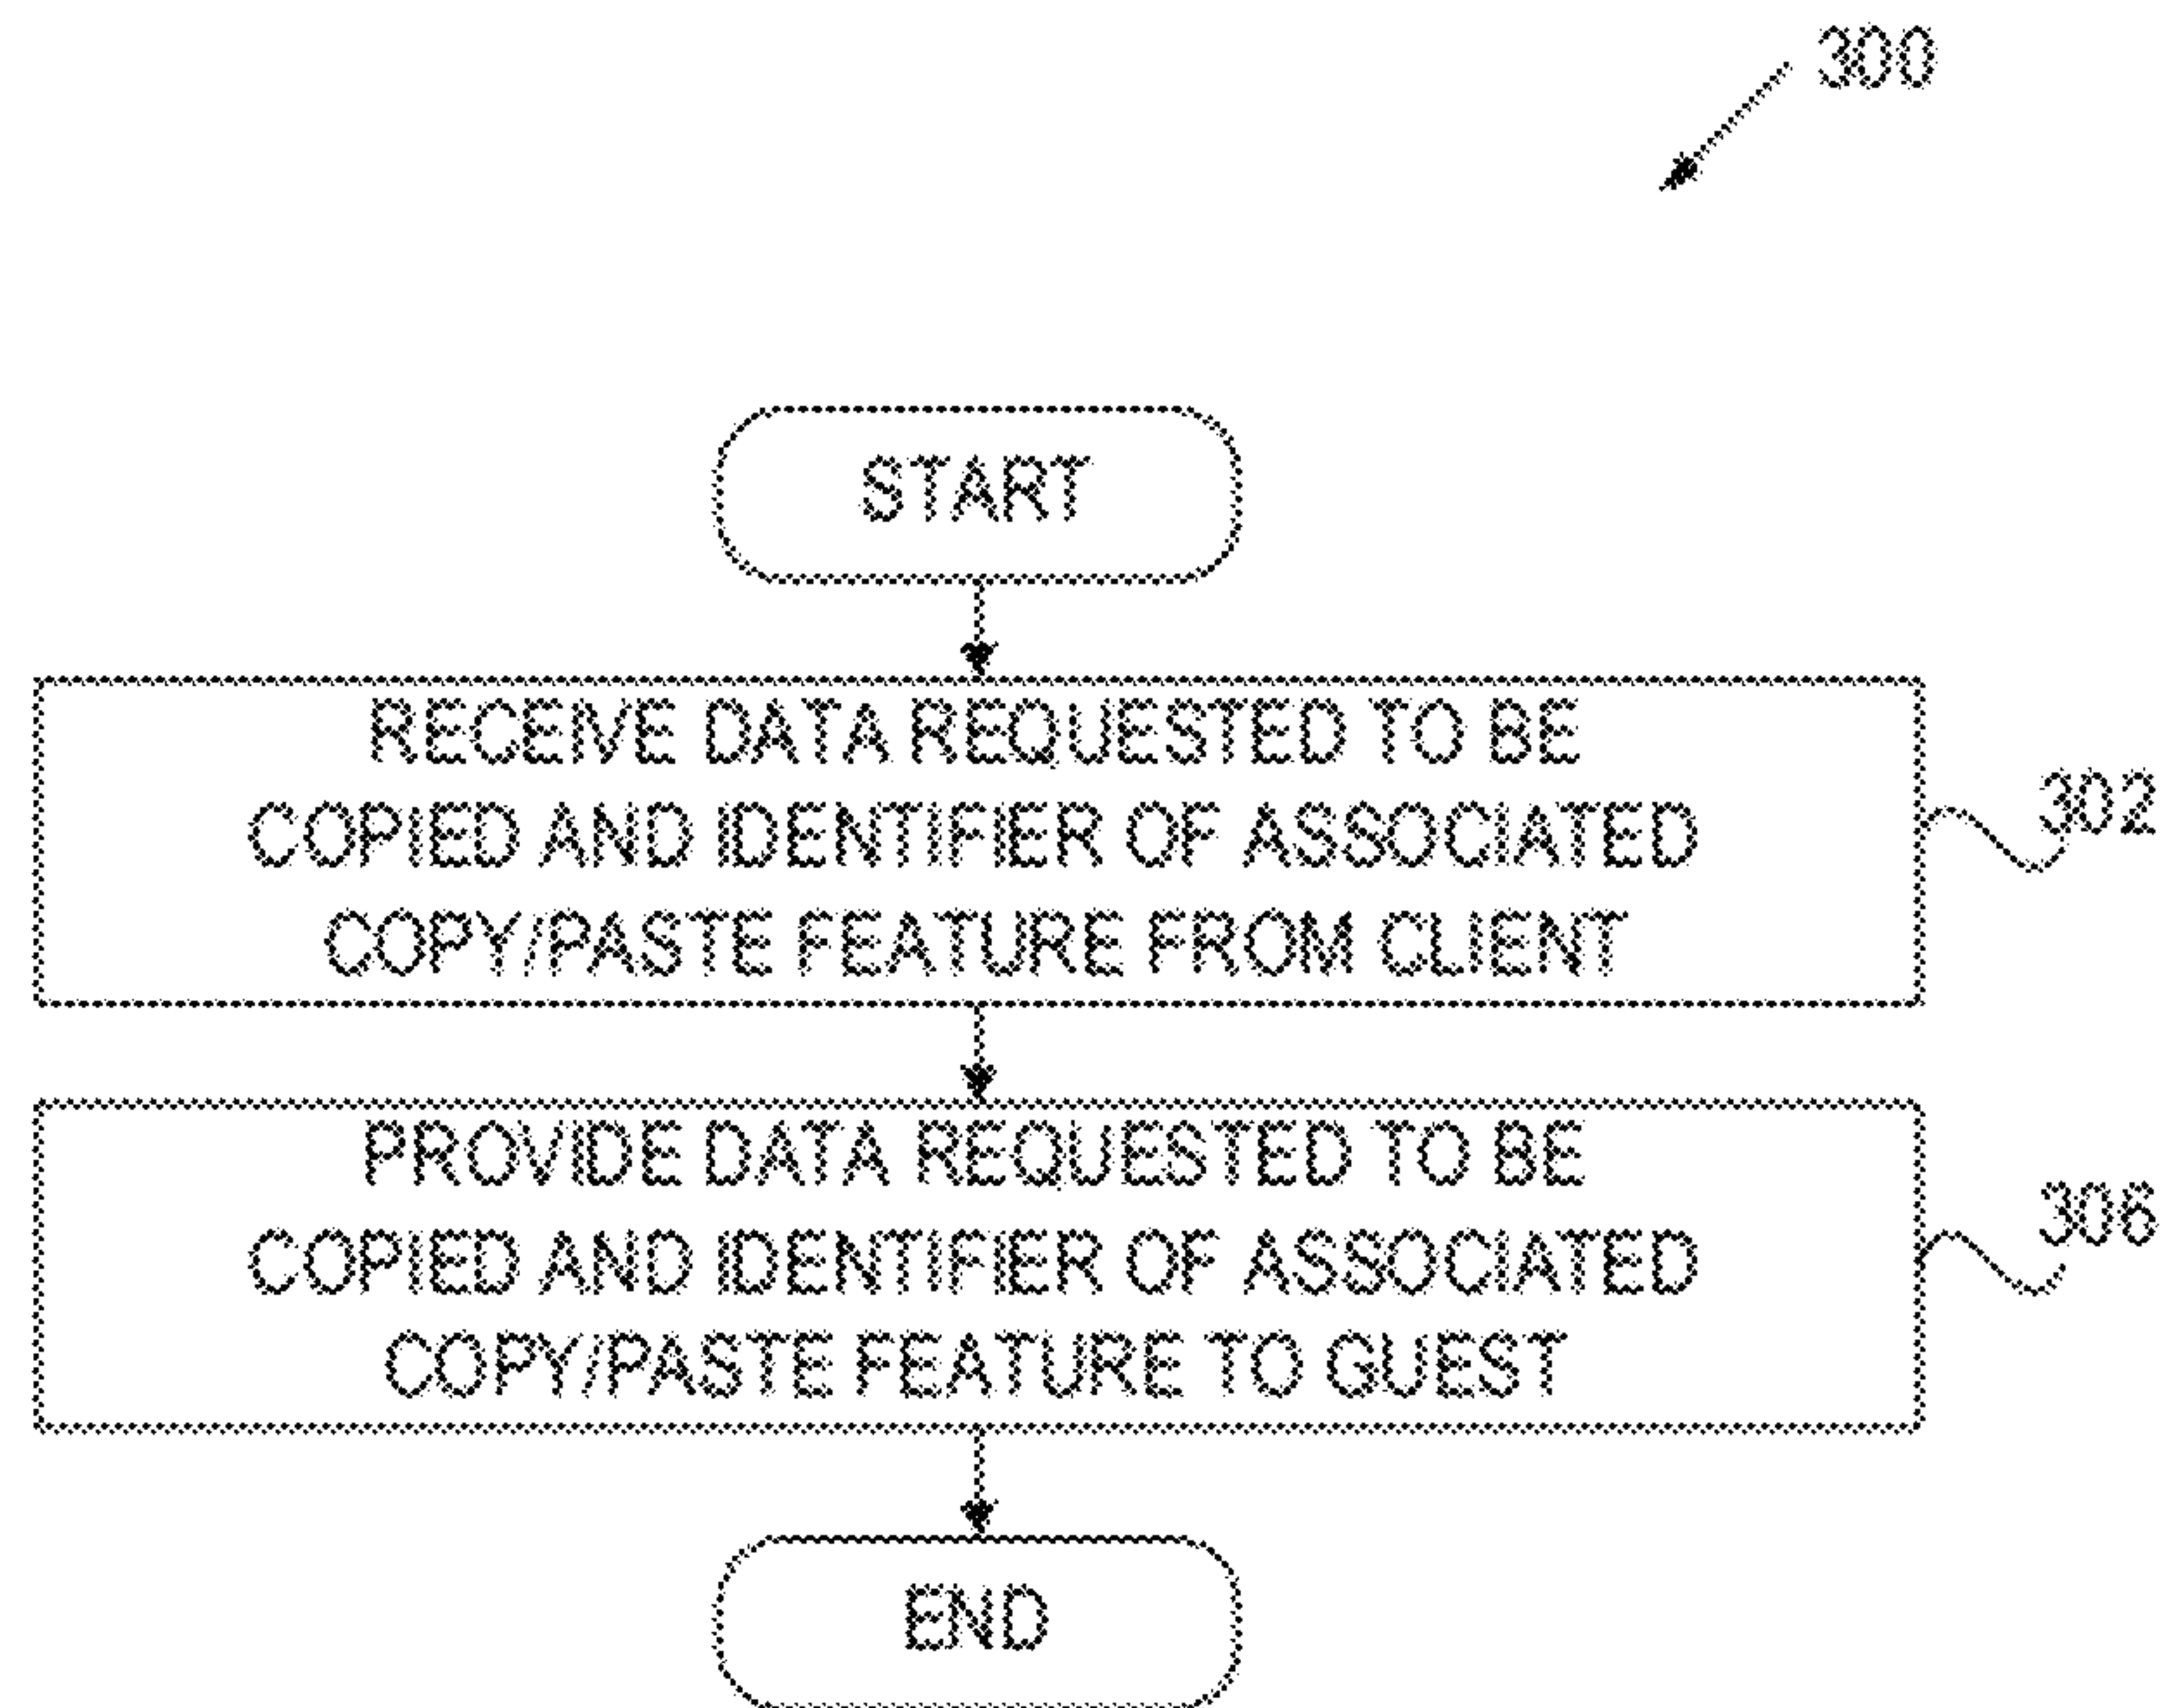 300
START
RECEIVE DATA REQUESTED TO BE
COPIED AND IDENTIFIER OF ASSOCIATED
COPY/PASTE FEATURE FROM CLIENT
302
PROVIDE DATA REQUESTED TO BE
COPIED AND IDENTIFIER OF ASSOCIATED
COPY/PASTE FEATURE TO GUEST
306
END